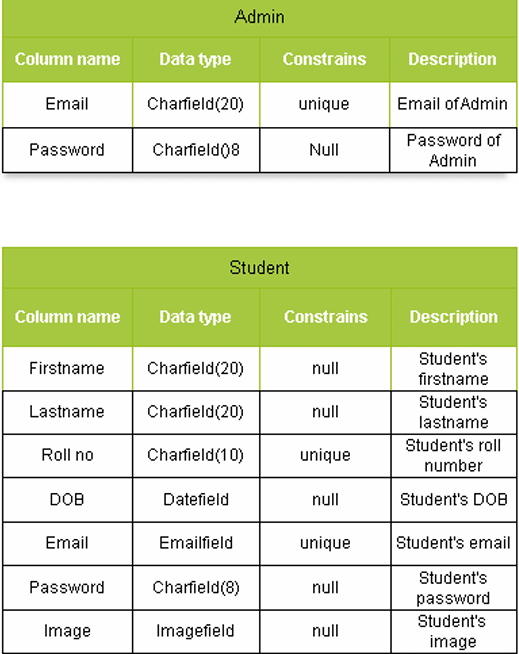 Admin
Column name Data type Constrains Description
Email Charfield(20) unique Email ofAdmin
Password Charfield()8 Null Password of
Admin
Student
Column name Data type Constrains Description
Firstname Charfield(20) null Student's
firstname
Lastname Charfield(20) null Student's
lastname
Roll no Charfield(10) unique Student's roll
number
DOB Datefield null Student's DOB
Email Emailfield unique Student's email
Password Charfield(8) null Student's
password
Image Imagefield null Student's
image